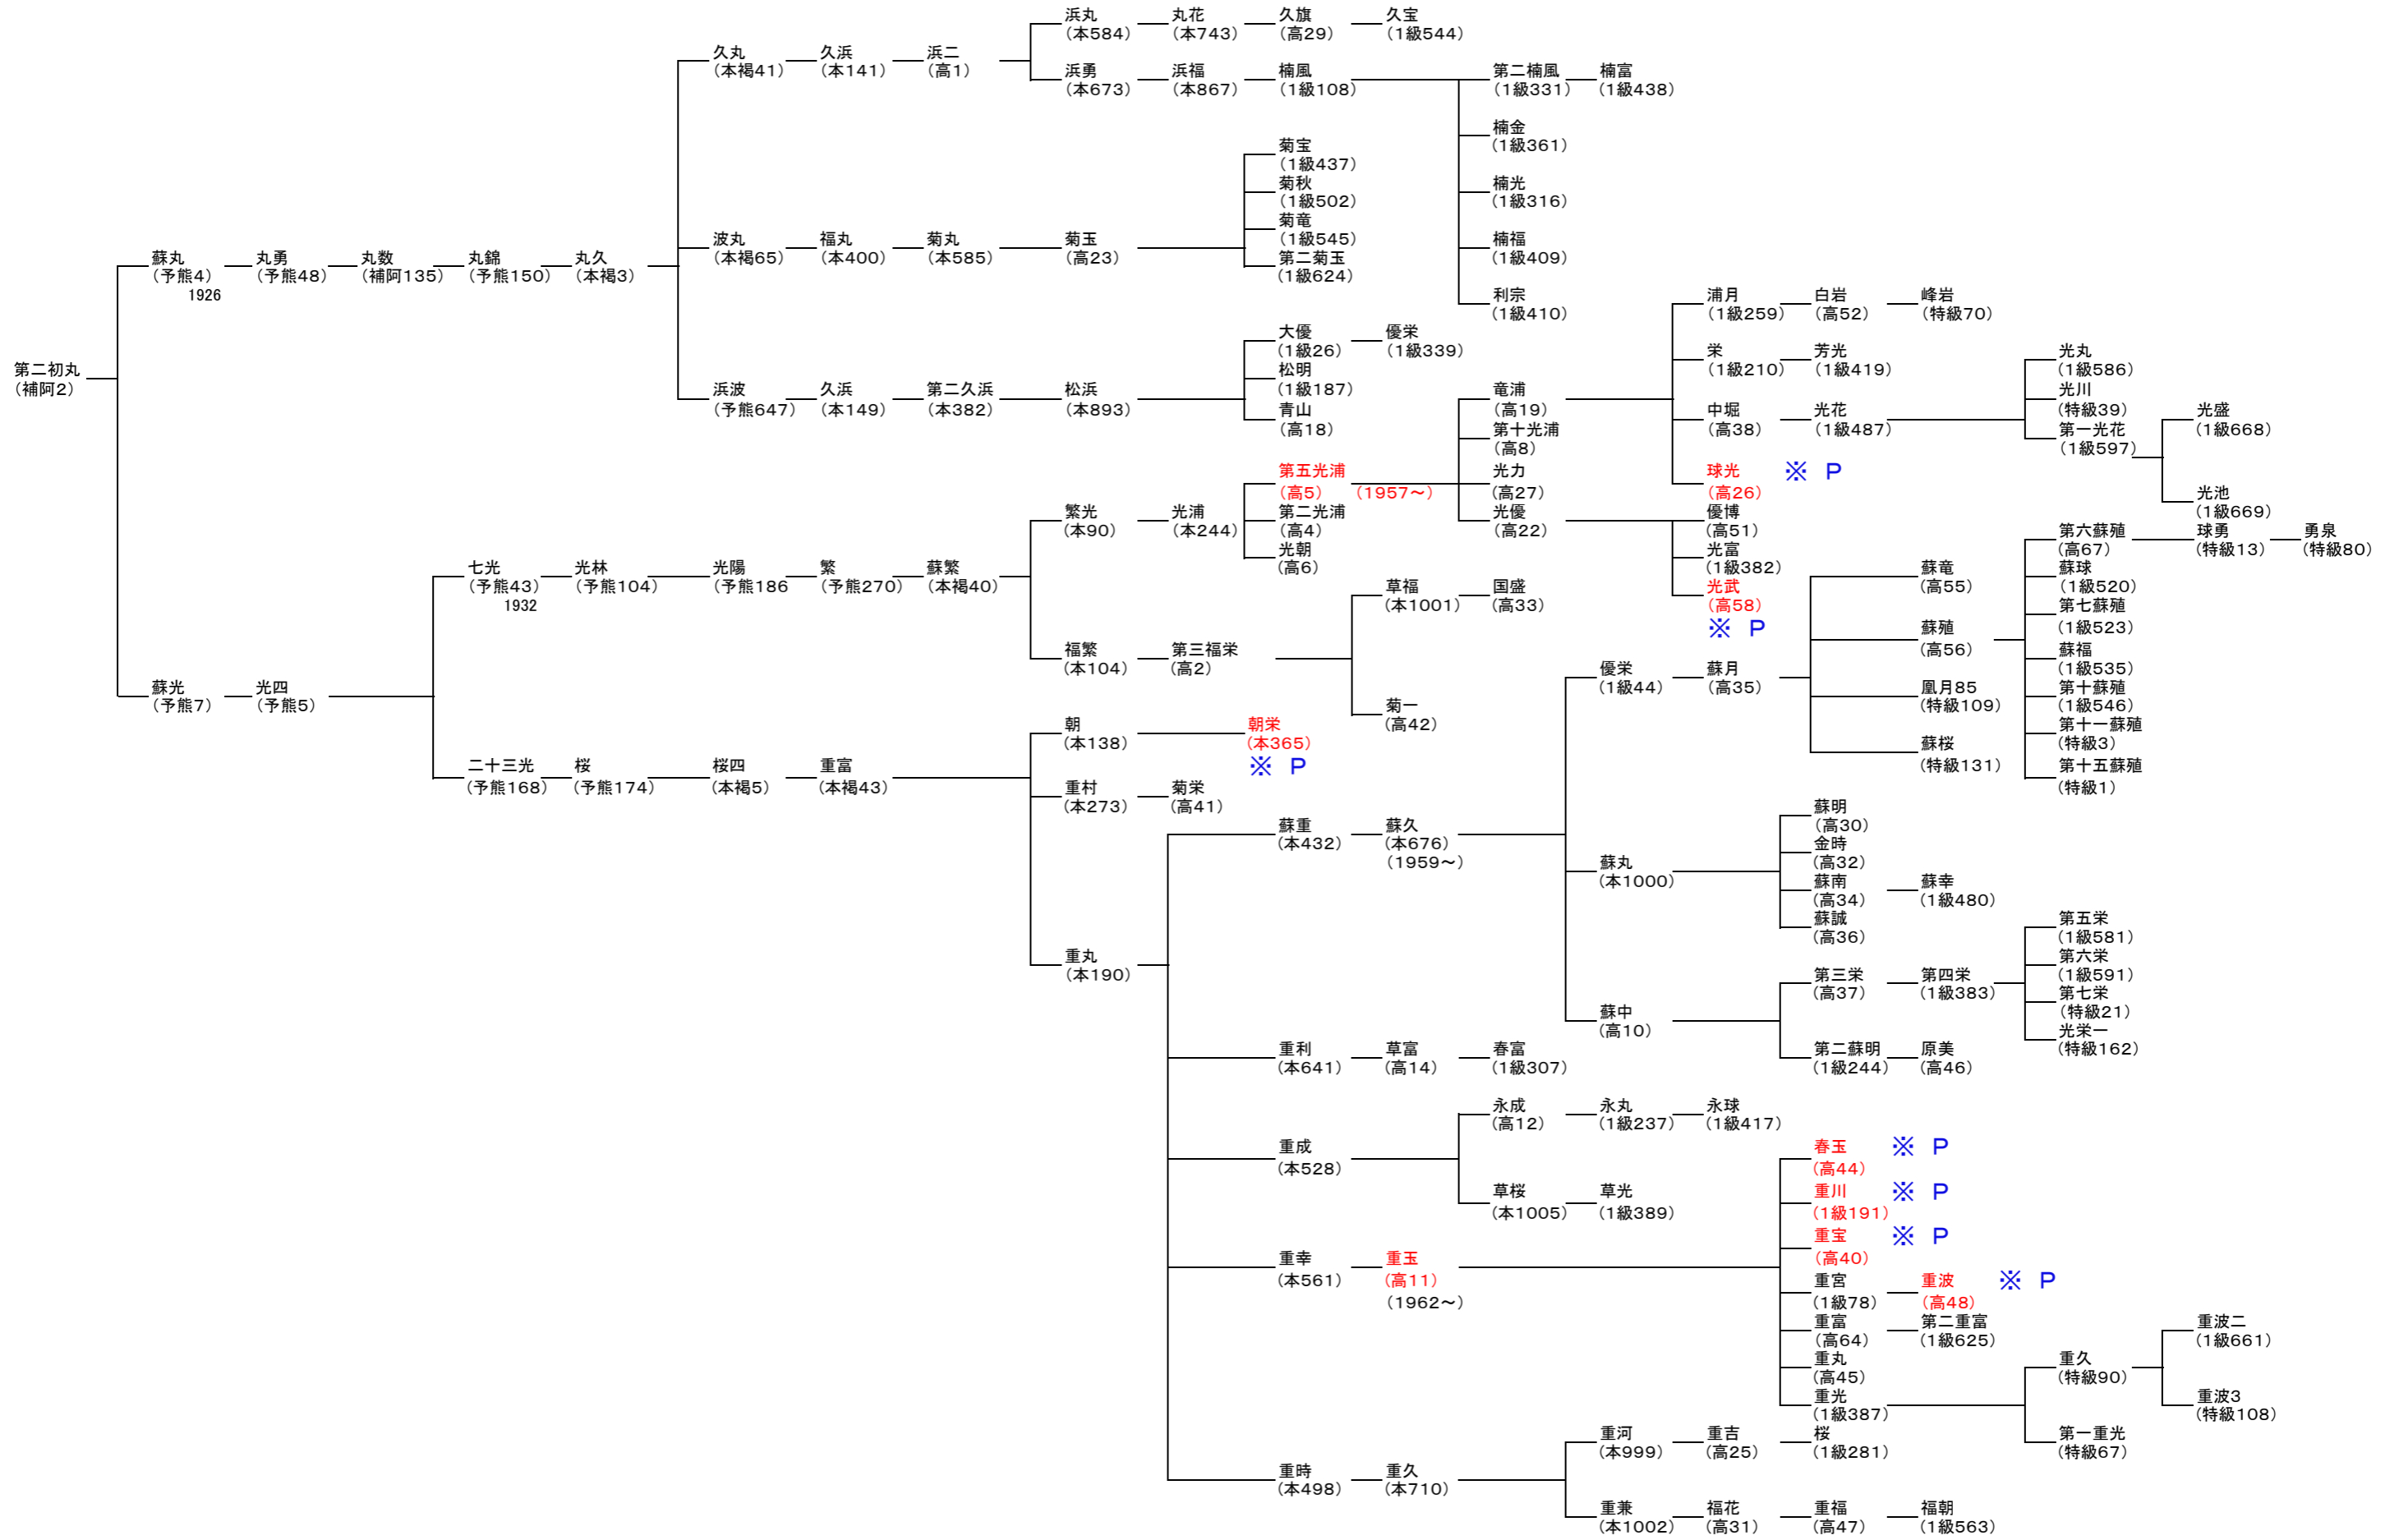 第二初丸
（補阿2）
蘇丸
（予熊4）
1926
丸勇
（予熊48）
丸数
（補阿135）
丸錦
（予熊150）
丸久
（本褐3）
久丸
（本褐41）
久浜
（本141）
浜二
（高1）
浜丸
（本584）
丸花
（本743）
久旗
（高29）
久宝
（1級544）
浜勇
（本673）
浜福
（本867）
楠風
（1級108）
第二楠風
（1級331）
楠富
（1級438）
楠金
（1級361）
楠光
（1級316）
楠福
（1級409）
利宗
（1級410）
波丸
（本褐65）
福丸
（本400）
菊丸
（本585）
菊玉
（高23）
菊宝
（1級437）
菊秋
（1級502）
菊竜
（1級545）
第二菊玉
（1級624）
浜波
（予熊647）
久浜
（本149）
第二久浜
（本382）
松浜
（本893）
大優
（1級26）
優栄
（1級339）
松明
（1級187）
青山
（高18）
蘇光
（予熊7）
光四
（予熊5）
七光
（予熊43）
1932
光林
（予熊104）
光陽
（予熊186
繁
（予熊270）
蘇繁
（本褐40）
繁光
（本90）
光浦
（本244）
第五光浦
（高5）
（1957～）
第二光浦
（高4）
光朝
（高6）
竜浦
（高19）
第十光浦
（高8）
光力
（高27）
光優
（高22）
浦月
（1級259）
白岩
（高52）
峰岩
（特級70）
栄
（1級210）
芳光
（1級419）
中堀
（高38）
光花
（1級487）
光丸
（1級586）
光川
（特級39）
第一光花
（1級597）
光盛
（1級668）
光池
（1級669）
球光
（高26）
※ P
優博
（高51）
光富
（1級382）
光武
（高58）
※ P
福繁
（本104）
第三福栄
（高2）
草福
（本1001）
国盛
（高33）
菊一
（高42）
二十三光
（予熊168）
桜
（予熊174）
桜四
（本褐5）
重富
（本褐43）
朝
（本138）
朝栄
（本365）
※ P
重村
（本273）
菊栄
（高41）
重丸
（本190）
蘇重
（本432）
蘇久
（本676）
（1959～）
優栄
（1級44）
蘇月
（高35）
蘇竜
（高55）
蘇殖
（高56）
凰月85
（特級109）
蘇桜
（特級131）
第六蘇殖
（高67）
球勇
（特級13）
勇泉
（特級80）
蘇球
（1級520）
第七蘇殖
（1級523）
蘇福
（1級535）
第十蘇殖
（1級546）
第十一蘇殖
（特級3）
第十五蘇殖
（特級1）
蘇丸
（本1000）
蘇明
（高30）
金時
（高32）
蘇南
（高34）
蘇幸
（1級480）
蘇誠
（高36）
蘇中
（高10）
第三栄
（高37）
第四栄
（1級383）
第五栄
（1級581）
第六栄
（1級591）
第七栄
（特級21）
光栄一
（特級162）
第二蘇明
（1級244）
原美
（高46）
重利
（本641）
草富
（高14）
春富
（1級307）
重成
（本528）
永成
（高12）
永丸
（1級237）
永球
（1級417）
草桜
（本1005）
草光
（1級389）
重幸
（本561）
重玉
（高11）
（1962～）
春玉
（高44）
※ P
重川
（1級191）
※ P
重宝
（高40）
※ P
重宮
（1級78）
重波
（高48）
※ P
重富
（高64）
第二重富
（1級625）
重丸
（高45）
重光
（1級387）
重久
（特級90）
重波二
（1級661）
重波3
（特級108）
第一重光
（特級67）
重時
（本498）
重久
（本710）
重河
（本999）
重吉
（高25）
桜
（1級281）
重兼
（本1002）
福花
（高31）
重福
（高47）
福朝
（1級563）